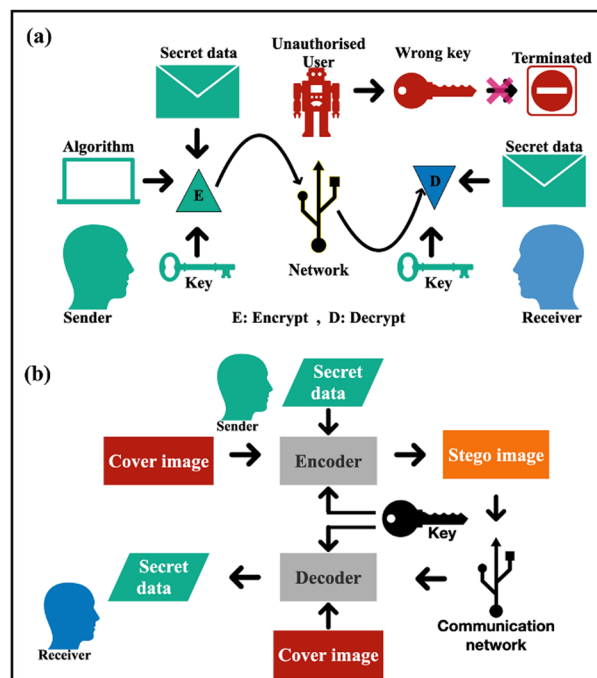 (a)
Secret data
Unauthorised
User
Wrong key
Terminated
Algorithm
Secret data
E
D
Key
Network
Key
Sender
Receiver
E: Encrypt , D: Decrypt
(b)
Secret
data
Sender
Cover image
Encoder
Stego image
Key
Secret
data
Decoder
Communication
network
Receiver
Cover image